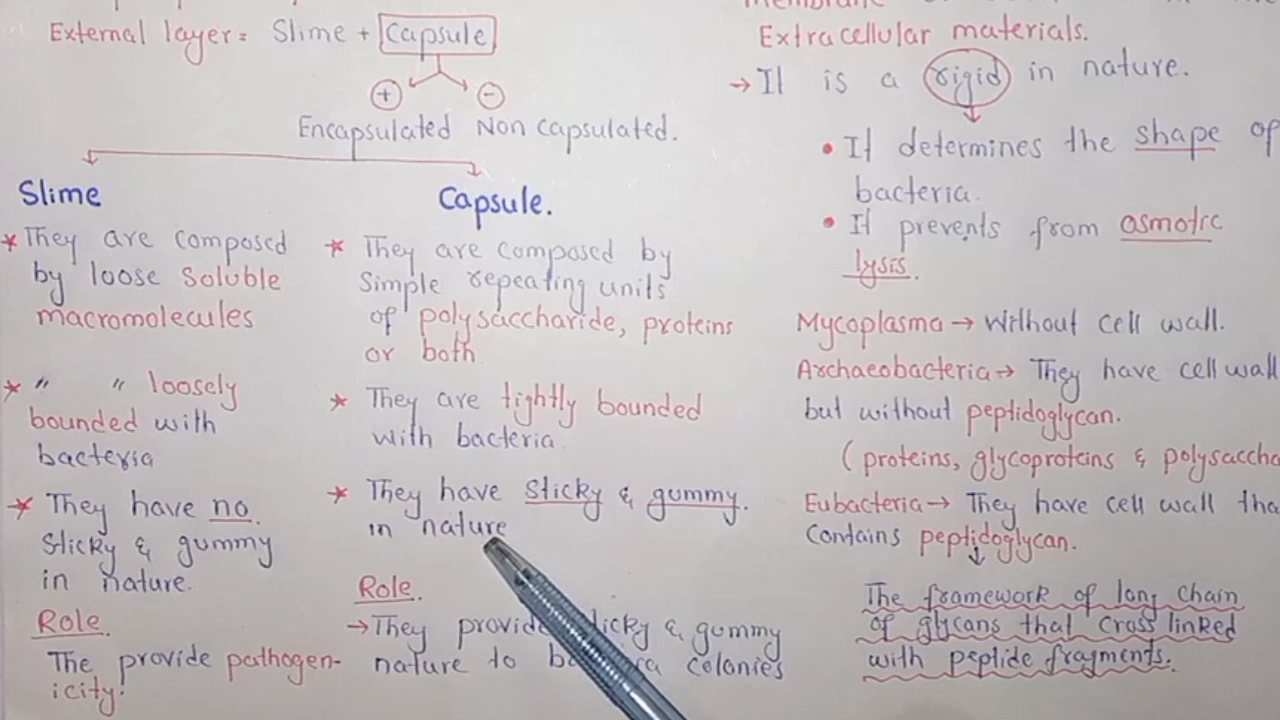 External layer = Slime + Capsule
+ -
Encapsulated Non capsulated.
Slime
* They are composed
by loose soluble
macromolecules
* " " loosely
bounded with
bacteria
* They have no
sticky & gummy
in nature.
Role.
The provide pathogen-
icity.
Capsule.
* They are composed by
Simple repeating units
of polysaccharide, proteins
or both
* They are tightly bounded
with bacteria
* They have sticky & gummy.
in nature
Role.
→ They provide sticky & gummy
nature to colonies
Extracellular materials.
→ It is a rigid in nature.
• It determines the shape of
bacteria.
• It prevents from osmotic
lysis.
Mycoplasma → Without cell wall.
Archaeobacteria → They have cell wall
but without peptidoglycan.
(proteins, glycoproteins & polysaccha
Eubacteria → They have cell wall tha
Contains peptidoglycan.
The framework of long chain
of glycans that cross linked
with peptide fragments.